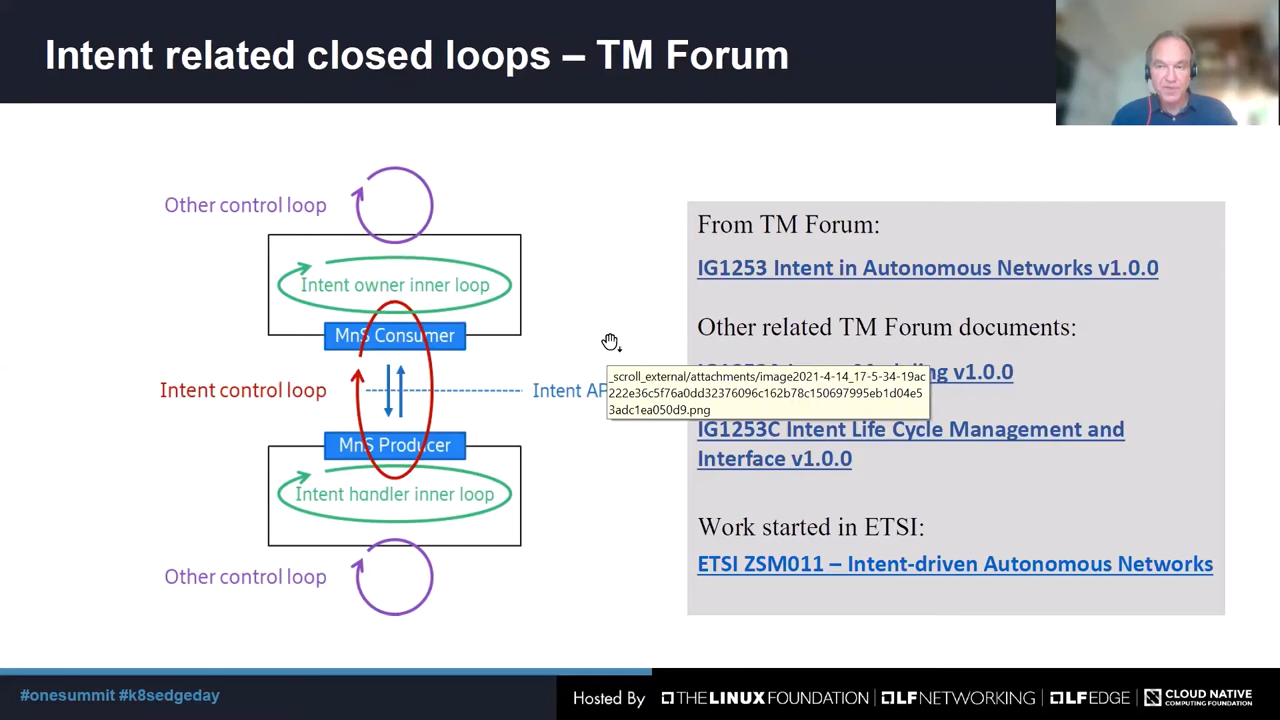 Intent related closed loops – TM Forum
Other control loop
Intent owner inner loop
MnS Consumer
Intent control loop
Intent AP
MnS Producer
Intent handler inner loop
Other control loop
From TM Forum:
IG1253 Intent in Autonomous Networks v1.0.0
Other related TM Forum documents:
v1.0.0
_scroll_external/attachments/image2021-4-14_17-5-34-19ac
222e36c5f76a0dd32376096c162b78c150697995eb1d04e5
3adc1ea050d9.png
IG1253C Intent Life Cycle Management and
Interface v1.0.0
Work started in ETSI:
ETSI ZSM011 – Intent-driven Autonomous Networks
#onesummit #k8sedgeday
Hosted By
THE LINUX FOUNDATION
LF NETWORKING
LF EDGE
CLOUD NATIVE
COMPUTING FOUNDATION